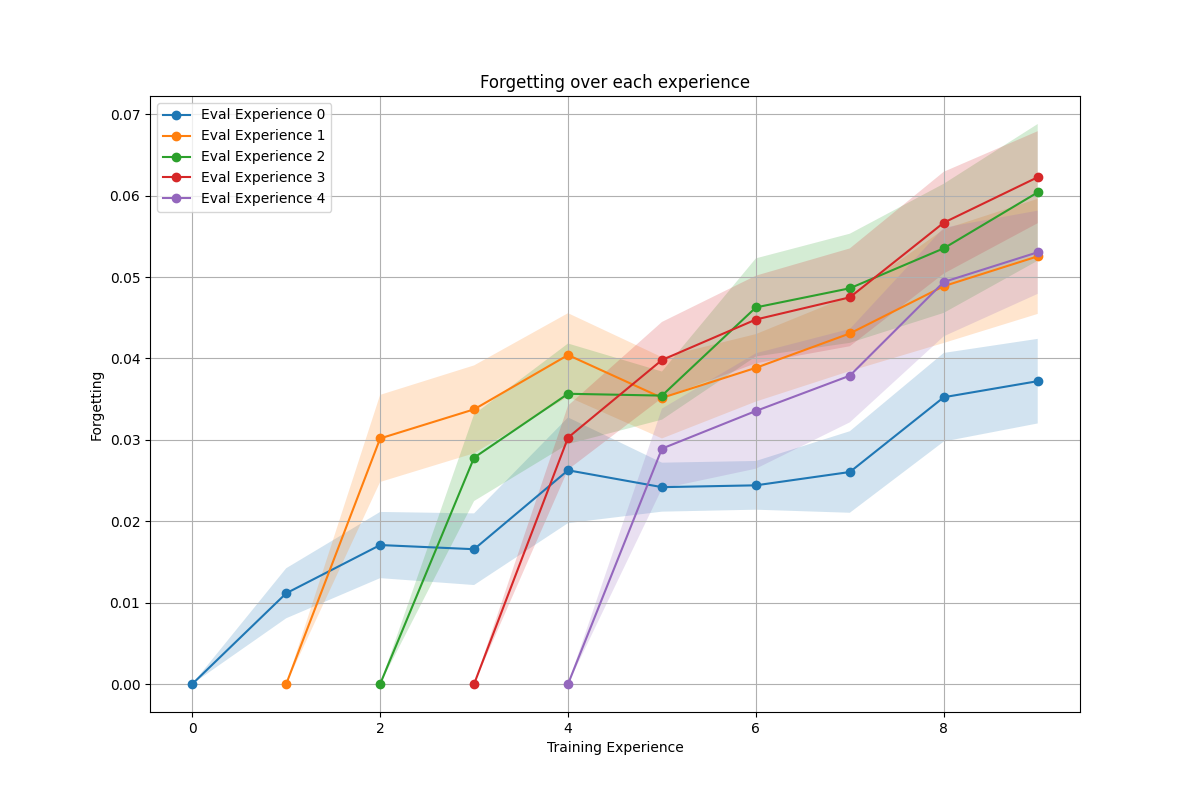 Forgetting over each experience
Eval Experience 0
Eval Experience 1
Eval Experience 2
Eval Experience 3
Eval Experience 4
0.07
0.06
0.05
0.04
0.03
0.02
0.01
0.00
Forgetting
0 2 4 6 8
Training Experience